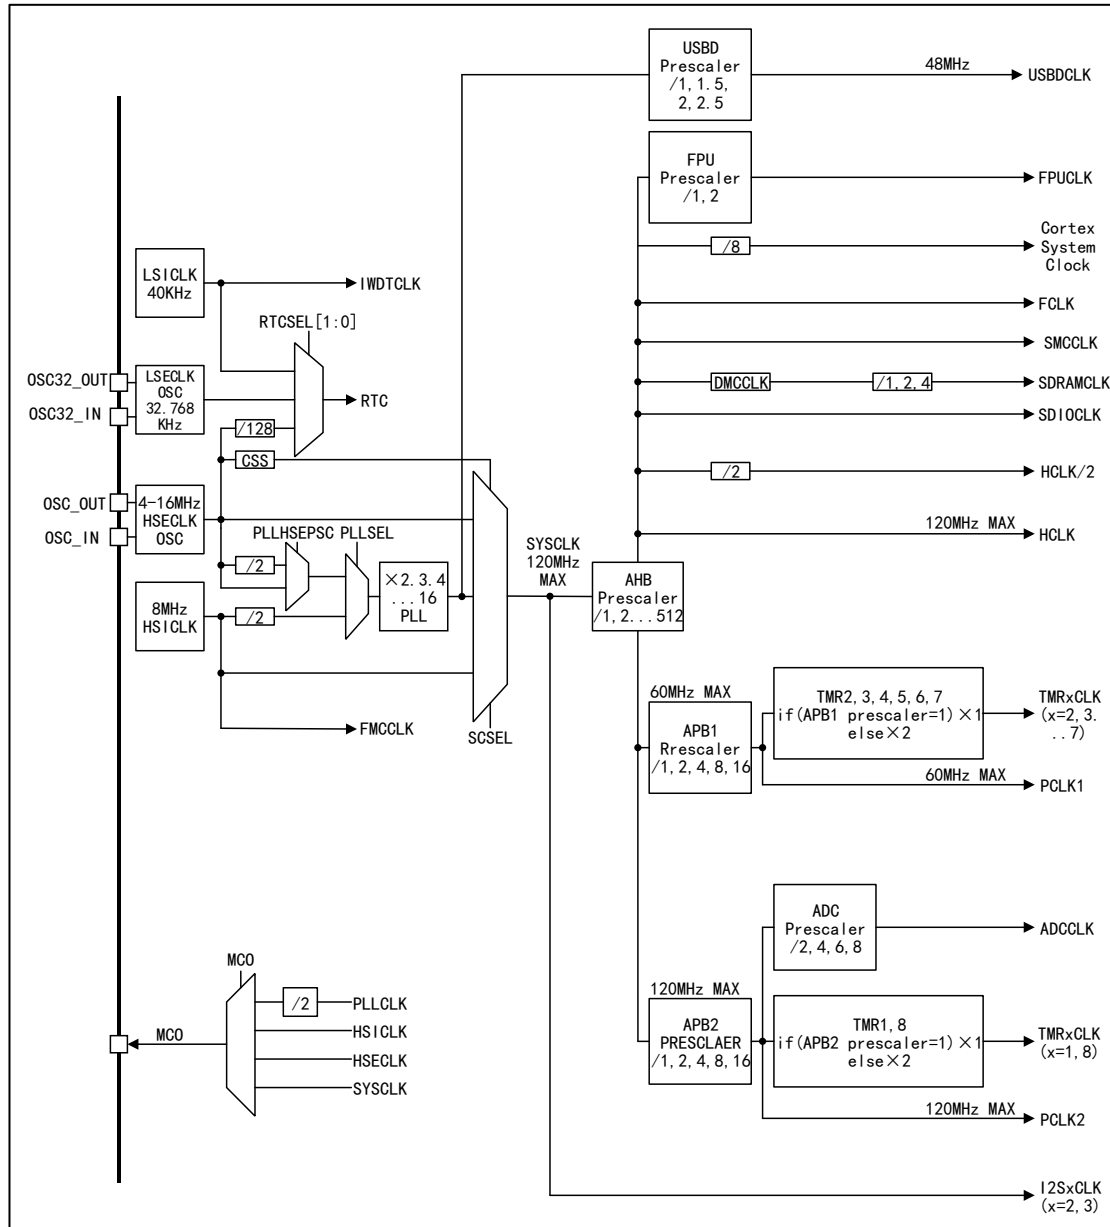 USBD
Prescaler
/1, 1.5,
2, 2.5
48MHz
USBDCLK
FPU
Prescaler
/1, 2
FPUCLK
/8
Cortex
System
Clock
LSICLK
40KHz
IWDTCLK
FCLK
RTCSEL[1:0]
SMCCLK
OSC32_OUT
OSC32_IN
LSECLK
OSC
32.768
KHz
RTC
DMCCLK
/1, 2, 4
SDRAMCLK
SDIOCLK
/128
CSS
/2
HCLK/2
OSC_OUT
OSC_IN
4-16MHz
HSECLK
OSC
PLLHSEPSC
PLLSEL
120MHz MAX
HCLK
SYSCLK
120MHz
MAX
/2
×2.3.4
...16
PLL
AHB
Prescaler
/1, 2...512
8MHz
HSICLK
/2
FMCCLK
SCSEL
60MHz MAX
APB1
Rrescaler
/1, 2, 4, 8, 16
TMR2, 3, 4, 5, 6, 7
if(APB1 prescaler=1)×1
else×2
TMRxCLK
(x=2, 3.
..7)
60MHz MAX
PCLK1
ADC
Prescaler
/2, 4, 6, 8
ADCCLK
MCO
/2
PLLCLK
HSICLK
HSECLK
SYSCLK
MCO
120MHz MAX
APB2
PRESCLAER
/1, 2, 4, 8, 16
TMR1, 8
if(APB2 prescaler=1)×1
else×2
TMRxCLK
(x=1, 8)
120MHz MAX
PCLK2
I2SxCLK
(x=2, 3)